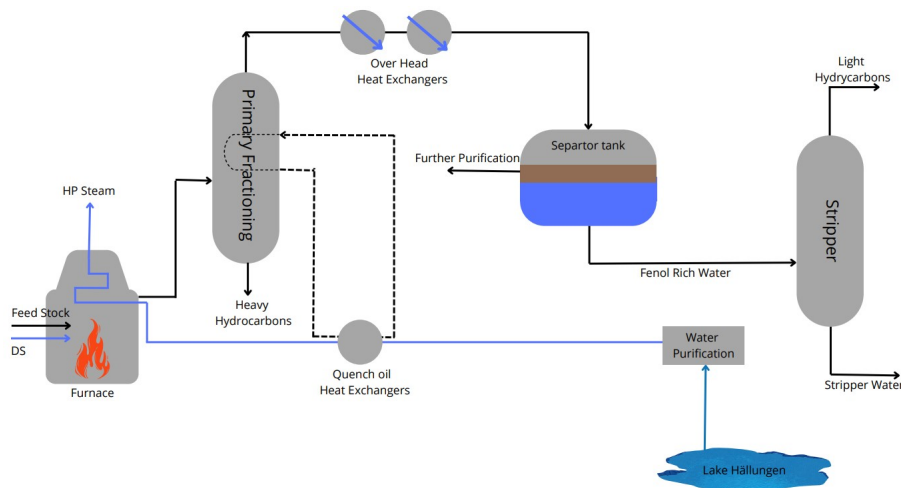 Over Head
Heat Exchangers
Light
Hydrycarbons
Primary Fractioning
Separtor tank
Further Purification
HP Steam
Stripper
Fenol Rich Water
Heavy
Hydrocarbons
Feed Stock
DS
Furnace
Quench oil
Heat Exchangers
Water
Purification
Stripper Water
Lake Hällungen